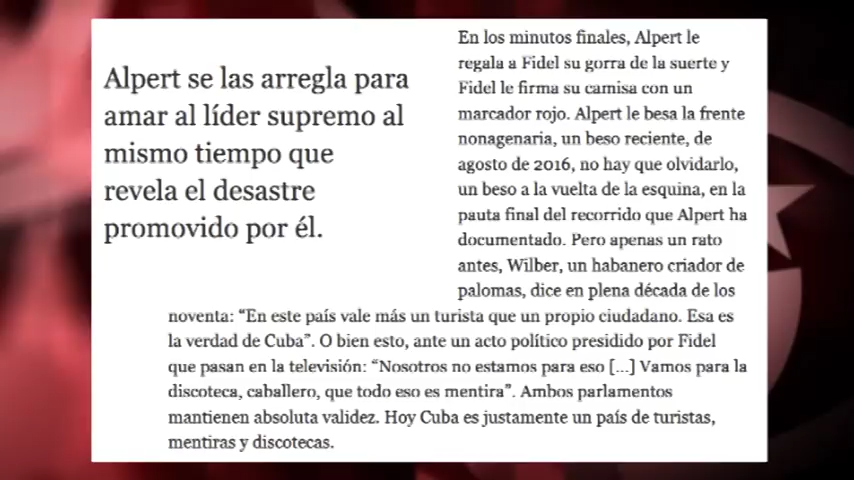 Alpert se las arregla para
amar al líder supremo al
mismo tiempo que
revela el desastre
promovido por él.
En los minutos finales, Alpert le
regala a Fidel su gorra de la suerte y
Fidel le firma su camisa con un
marcador rojo. Alpert le besa la frente
nonagenaria, un beso reciente, de
agosto de 2016, no hay que olvidarlo,
un beso a la vuelta de la esquina, en la
pauta final del recorrido que Alpert ha
documentado. Pero apenas un rato
antes, Wilber, un habanero criador de
palomas, dice en plena década de los
noventa: “En este país vale más un turista que un propio ciudadano. Esa es
la verdad de Cuba”. O bien esto, ante un acto político presidido por Fidel
que pasan en la televisión: “Nosotros no estamos para eso [...] Vamos para la
discoteca, caballero, que todo eso es mentira”. Ambos parlamentos
mantienen absoluta validez. Hoy Cuba es justamente un país de turistas,
mentiras y discotecas.